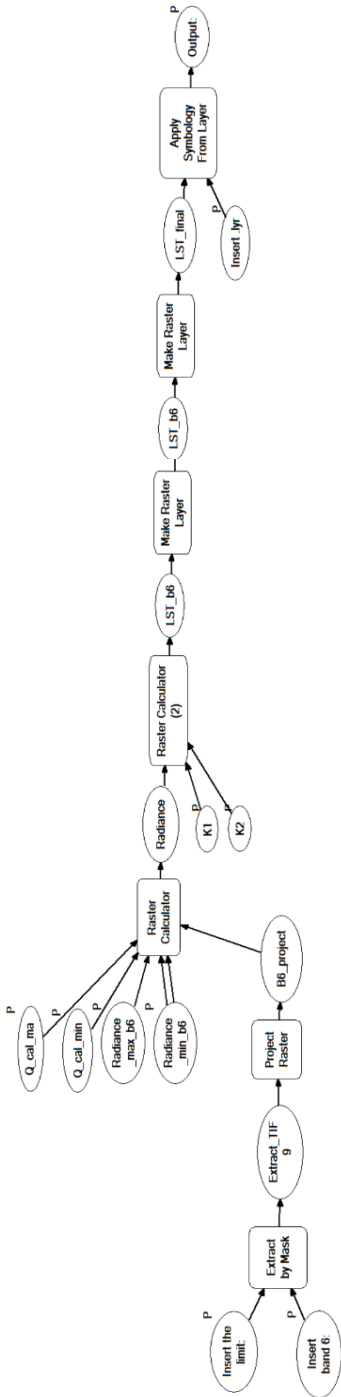 P
Insert the
limit:
P
Insert
band 6:
Extract
by Mask
Extract_TIF
9
Project
Raster
B6_project
P
Q_cal_ma
P
Q_cal_min
P
Radiance
_max_b6
P
Radiance
_min_b6
Raster
Calculator
Radiance
P
K1
P
K2
Raster Calculator
(2)
LST_b6
Make Raster
Layer
LST_b6
Make Raster
Layer
LST_final
P
Insert .lyr
Apply
Symbology
From Layer
P
Output: